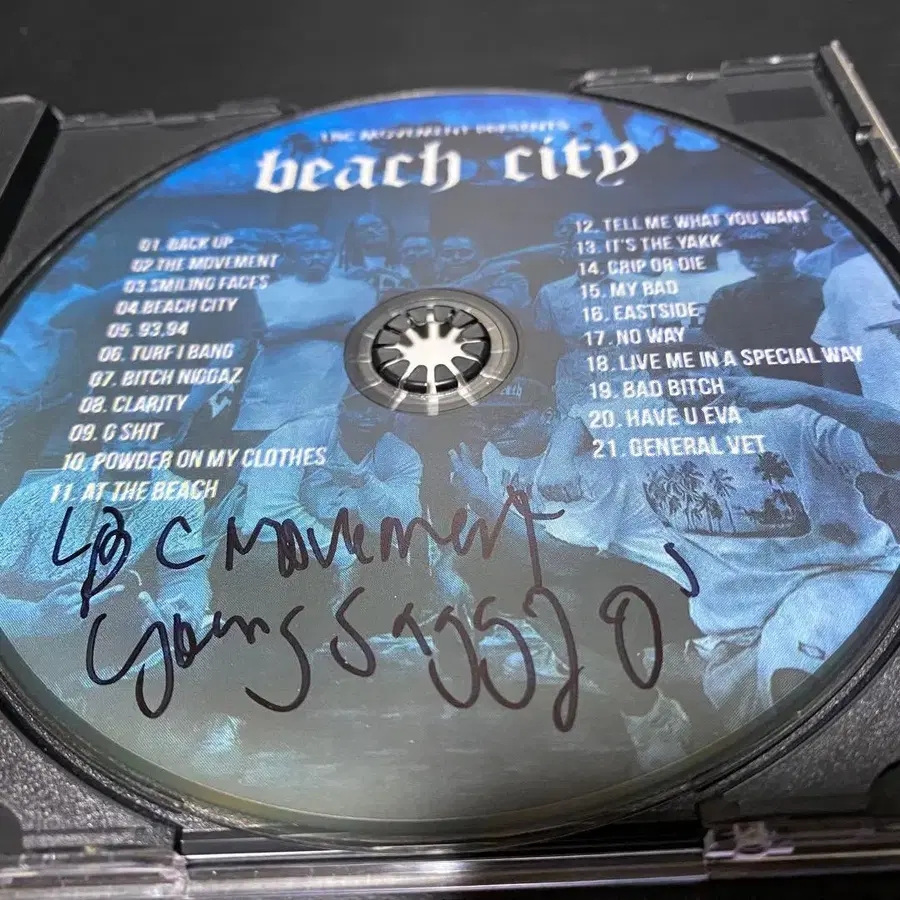 LBC MOVEMENT PRESENTS
beach city
01. BACK UP
02 THE MOVEMENT
03.SMILING FACES
04.BEACH CITY
05. 93,94
06. TURF I BANG
07. BITCH NIGGAZ
08. CLARITY
09. G SHIT
10. POWDER ON MY CLOTHES
11. AT THE BEACH
12. TELL ME WHAT YOU WANT
13. IT'S THE YAKK
14. CRIP OR DIE
15. MY BAD
16. EASTSIDE
17. NO WAY
18. LIVE ME IN A SPECIAL WAY
19. BAD BITCH
20. HAVE U EVA
21. GENERAL VET
LBC Movement
Young